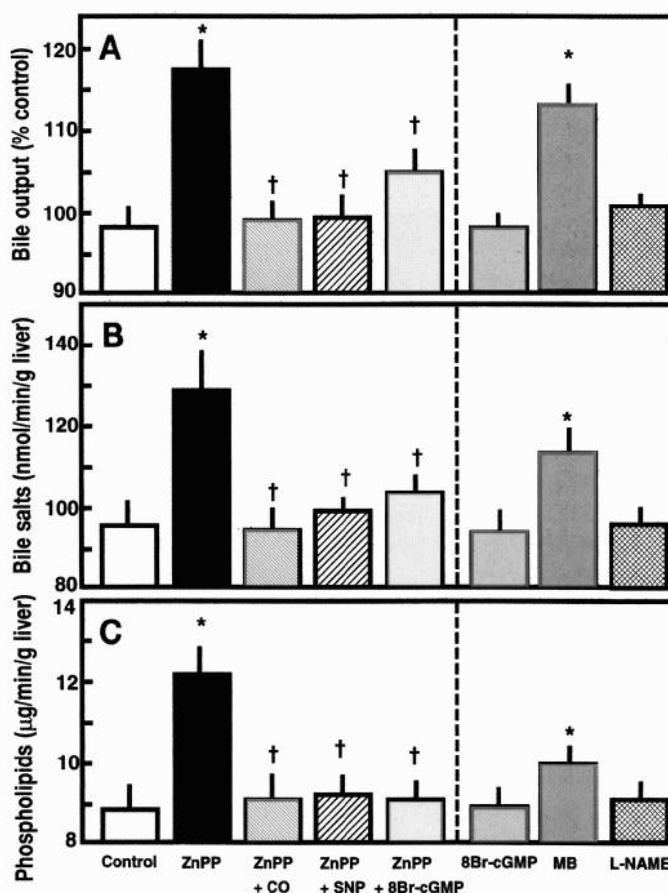 A
Bile output (% control)
120
110
100
90
* † † † *
B
Bile salts (nmol/min/g liver)
140
120
100
80
* † † † *
C
Phospholipids (µg/min/g liver)
14
12
10
9
8
* † † † *
Control ZnPP ZnPP ZnPP ZnPP 8Br-cGMP MB L-NAME
+ CO + SNP + 8Br-cGMP